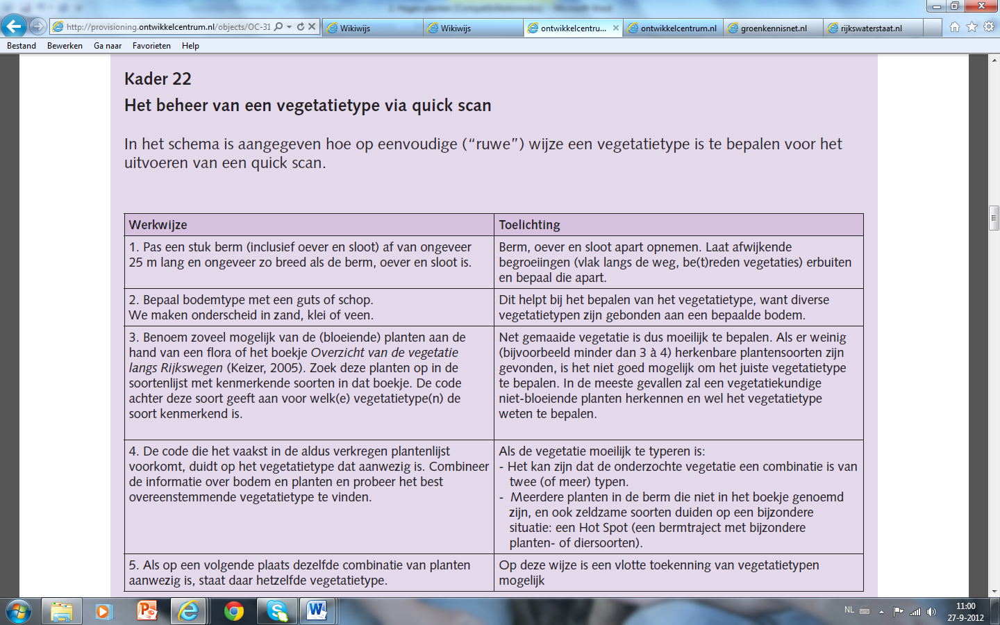 2. Hagen planten [Compatibiliteitsmodus] - Microsoft Word
http://provisioning.ontwikkelcentrum.nl/objects/OC-31
Wikiwijs
Wikiwijs
ontwikkelcentru...
ontwikkelcentrum.nl
groenkennisnet.nl
rijkswaterstaat.nl
Bestand Bewerken Ga naar Favorieten Help
Kader 22
Het beheer van een vegetatietype via quick scan
In het schema is aangegeven hoe op eenvoudige (“ruwe”) wijze een vegetatietype is te bepalen voor het
uitvoeren van een quick scan.
Werkwijze
Toelichting
1. Pas een stuk berm (inclusief oever en sloot) af van ongeveer
25 m lang en ongeveer zo breed als de berm, oever en sloot is.
Berm, oever en sloot apart opnemen. Laat afwijkende
begroeiingen (vlak langs de weg, be(t)reden vegetaties) erbuiten
en bepaal die apart.
2. Bepaal bodemtype met een guts of schop.
We maken onderscheid in zand, klei of veen.
Dit helpt bij het bepalen van het vegetatietype, want diverse
vegetatietypen zijn gebonden aan een bepaalde bodem.
3. Benoem zoveel mogelijk van de (bloeiende) planten aan de
hand van een flora of het boekje Overzicht van de vegetatie
langs Rijkswegen (Keizer, 2005). Zoek deze planten op in de
soortenlijst met kenmerkende soorten in dat boekje. De code
achter deze soort geeft aan voor welk(e) vegetatietype(n) de
soort kenmerkend is.
Net gemaaide vegetatie is dus moeilijk te bepalen. Als er weinig
(bijvoorbeeld minder dan 3 à 4) herkenbare plantensoorten zijn
gevonden, is het niet goed mogelijk om het juiste vegetatietype
te bepalen. In de meeste gevallen zal een vegetatiekundige
niet-bloeiende planten herkennen en wel het vegetatietype
weten te bepalen.
4. De code die het vaakst in de aldus verkregen plantenlijst
voorkomt, duidt op het vegetatietype dat aanwezig is. Combineer
de informatie over bodem en planten en probeer het best
overeenstemmende vegetatietype te vinden.
Als de vegetatie moeilijk te typeren is:
- Het kan zijn dat de onderzochte vegetatie een combinatie is van
twee (of meer) typen.
- Meerdere planten in de berm die niet in het boekje genoemd
zijn, en ook zeldzame soorten duiden op een bijzondere
situatie: een Hot Spot (een bermtraject met bijzondere
planten- of diersoorten).
5. Als op een volgende plaats dezelfde combinatie van planten
aanwezig is, staat daar hetzelfde vegetatietype.
Op deze wijze is een vlotte toekenning van vegetatietypen
mogelijk
NL
11:00
27-9-2012